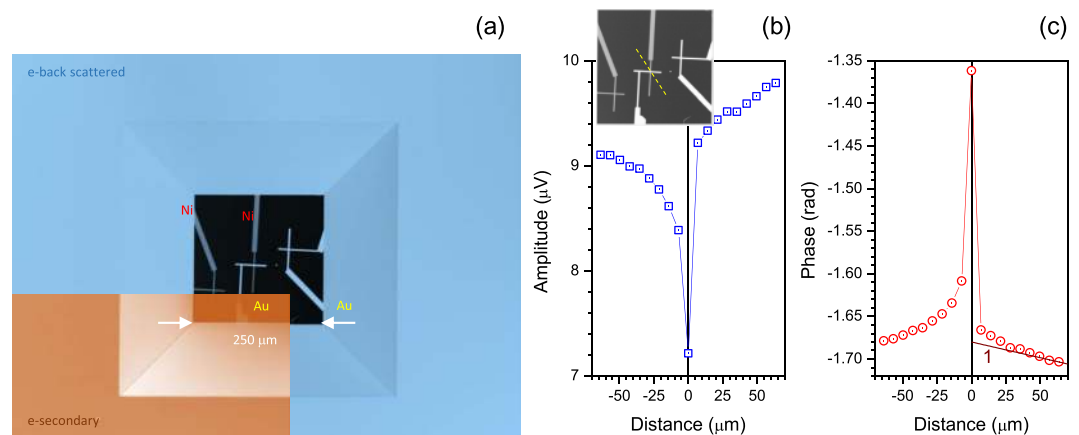 (a)
e-back scattered
Ni
Ni
Au
Au
250 μm
e-secondary
(b)
10
9
8
7
Amplitude (μV)
-50
-25
0
25
50
Distance (μm)
(c)
-1.35
-1.40
-1.45
-1.50
-1.55
-1.60
-1.65
-1.70
Phase (rad)
1
-50
-25
0
25
50
Distance (μm)